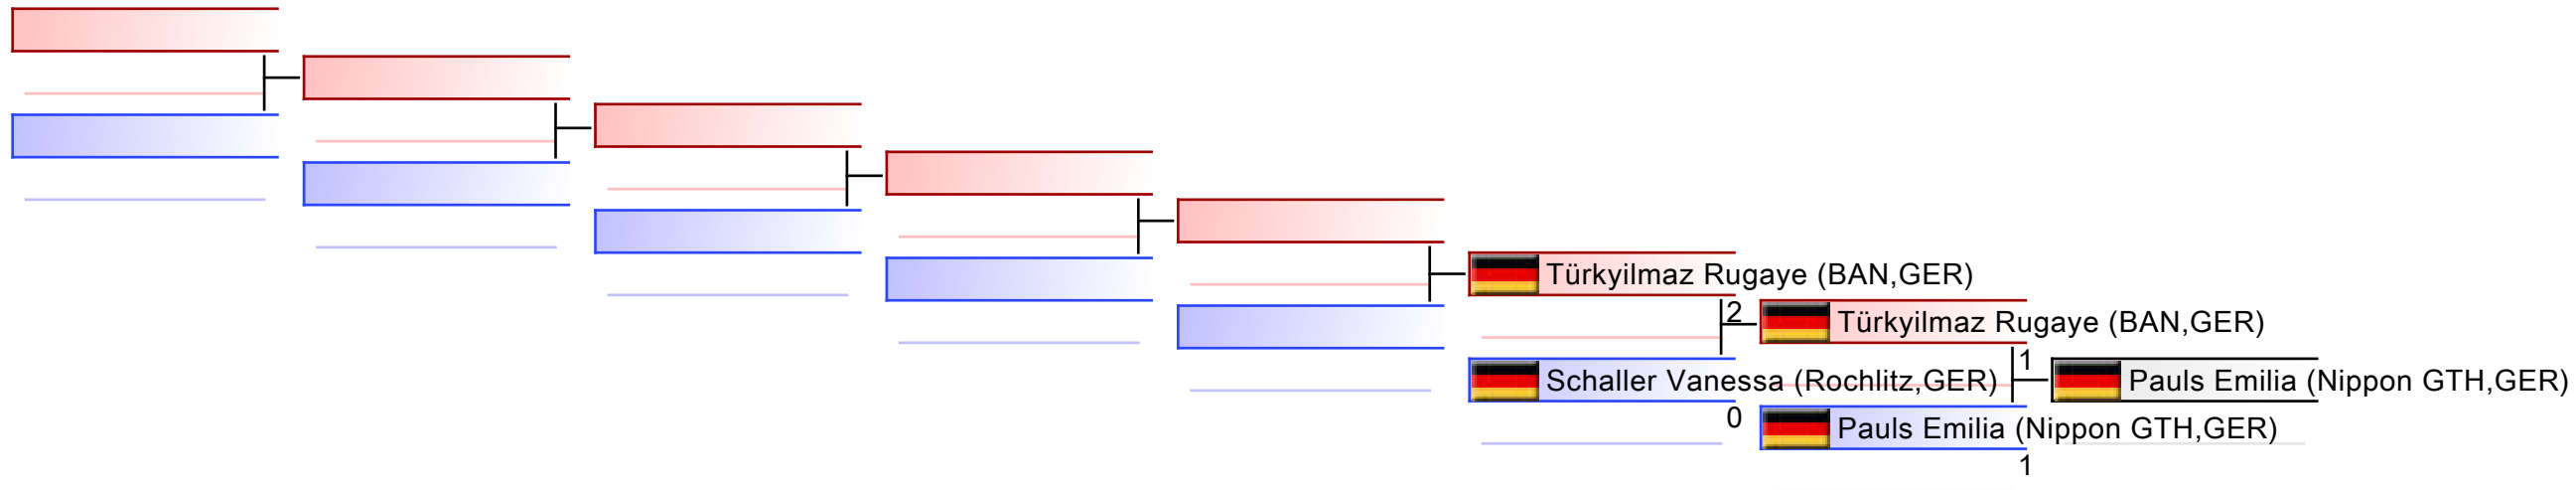 Türkyilmaz Rugaye (BAN,GER)
2
Türkyilmaz Rugaye (BAN,GER)
Schaller Vanessa (Rochlitz,GER)
1
Pauls Emilia (Nippon GTH,GER)
0
Pauls Emilia (Nippon GTH,GER)
1